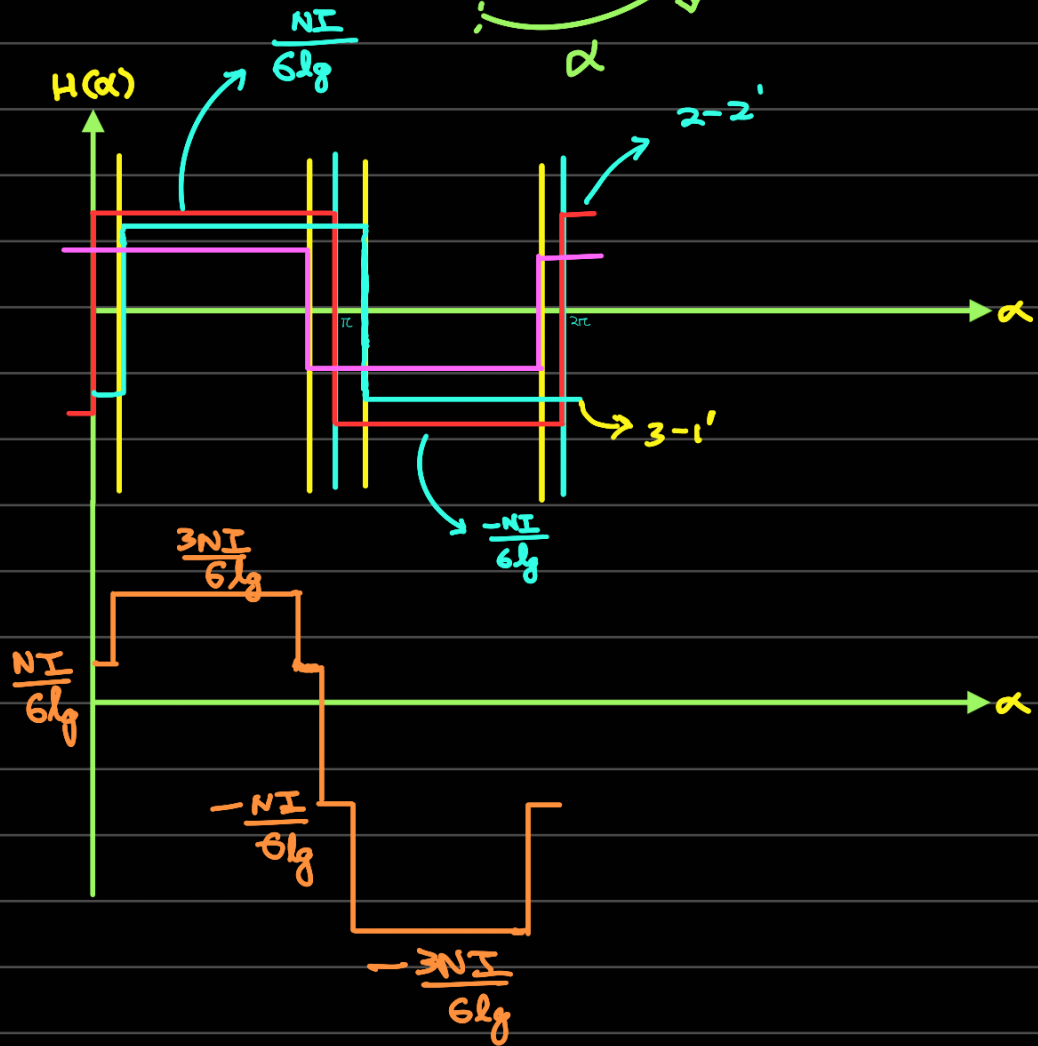 α
NI
6lg
H(α)
2-2'
α
π
2π
3-1'
-NI
6lg
3NI
6lg
NI
6lg
α
-NI
6lg
-3NI
6lg